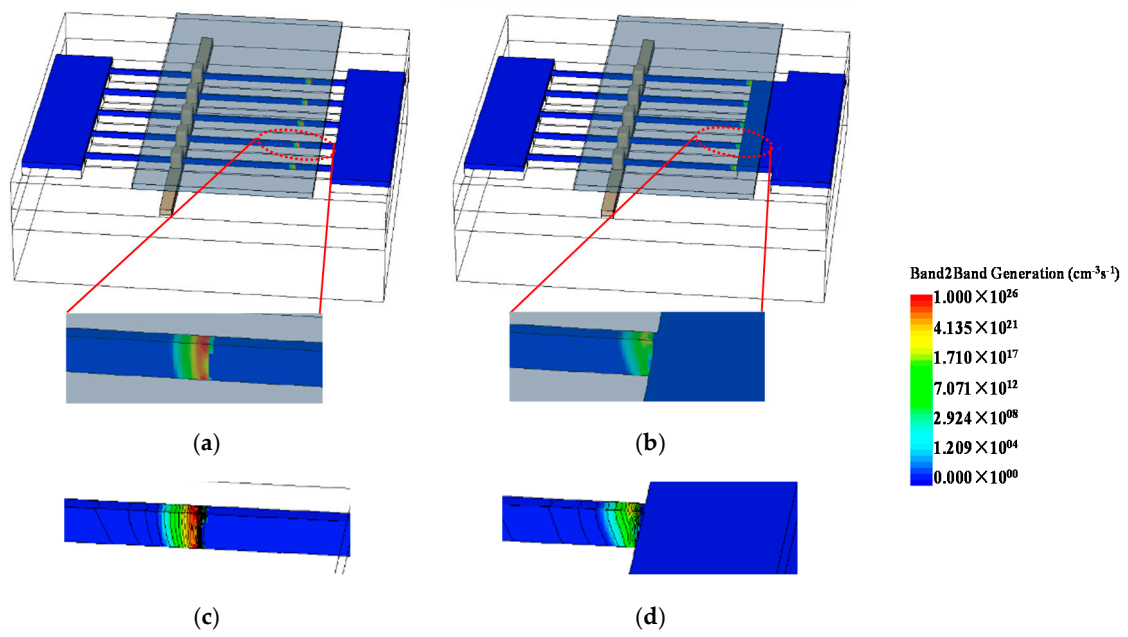 Band2Band Generation (cm⁻³s⁻¹)
1.000×10²⁶
4.135×10²¹
1.710×10¹⁷
7.071×10¹²
2.924×10⁰⁸
1.209×10⁰⁴
0.000×10⁰⁰
(a)
(b)
(c)
(d)